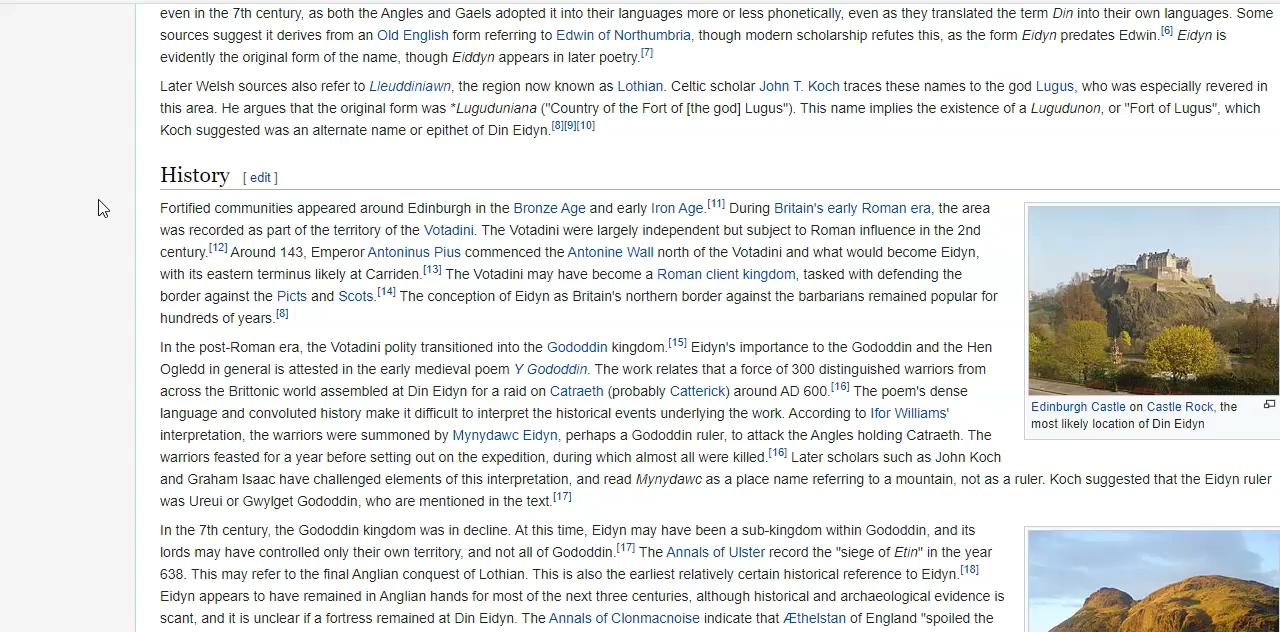 even in the 7th century, as both the Angles and Gaels adopted it into their languages more or less phonetically, even as they translated the term Din into their own languages. Some
sources suggest it derives from an Old English form referring to Edwin of Northumbria, though modern scholarship refutes this, as the form Eidyn predates Edwin.[6] Eidyn is
evidently the original form of the name, though Eiddyn appears in later poetry.[7]
Later Welsh sources also refer to Lleuddiniawn, the region now known as Lothian. Celtic scholar John T. Koch traces these names to the god Lugus, who was especially revered in
this area. He argues that the original form was *Luguduniana ("Country of the Fort of [the god] Lugus"). This name implies the existence of a Lugudunon, or "Fort of Lugus", which
Koch suggested was an alternate name or epithet of Din Eidyn.[8][9][10]
History [ edit ]
Fortified communities appeared around Edinburgh in the Bronze Age and early Iron Age.[11] During Britain's early Roman era, the area
was recorded as part of the territory of the Votadini. The Votadini were largely independent but subject to Roman influence in the 2nd
century.[12] Around 143, Emperor Antoninus Pius commenced the Antonine Wall north of the Votadini and what would become Eidyn,
with its eastern terminus likely at Carriden.[13] The Votadini may have become a Roman client kingdom, tasked with defending the
border against the Picts and Scots.[14] The conception of Eidyn as Britain's northern border against the barbarians remained popular for
hundreds of years.[8]
In the post-Roman era, the Votadini polity transitioned into the Gododdin kingdom.[15] Eidyn's importance to the Gododdin and the Hen
Ogledd in general is attested in the early medieval poem Y Gododdin. The work relates that a force of 300 distinguished warriors from
across the Brittonic world assembled at Din Eidyn for a raid on Catraeth (probably Catterick) around AD 600.[16] The poem's dense
language and convoluted history make it difficult to interpret the historical events underlying the work. According to Ifor Williams'
interpretation, the warriors were summoned by Mynydawc Eidyn, perhaps a Gododdin ruler, to attack the Angles holding Catraeth. The
warriors feasted for a year before setting out on the expedition, during which almost all were killed.[16] Later scholars such as John Koch
and Graham Isaac have challenged elements of this interpretation, and read Mynydawc as a place name referring to a mountain, not as a ruler. Koch suggested that the Eidyn ruler
was Ureui or Gwylget Gododdin, who are mentioned in the text.[17]
Edinburgh Castle on Castle Rock, the
most likely location of Din Eidyn
In the 7th century, the Gododdin kingdom was in decline. At this time, Eidyn may have been a sub-kingdom within Gododdin, and its
lords may have controlled only their own territory, and not all of Gododdin.[17] The Annals of Ulster record the "siege of Etin" in the year
638. This may refer to the final Anglian conquest of Lothian. This is also the earliest relatively certain historical reference to Eidyn.[18]
Eidyn appears to have remained in Anglian hands for most of the next three centuries, although historical and archaeological evidence is
scant, and it is unclear if a fortress remained at Din Eidyn. The Annals of Clonmacnoise indicate that Æthelstan of England "spoiled the